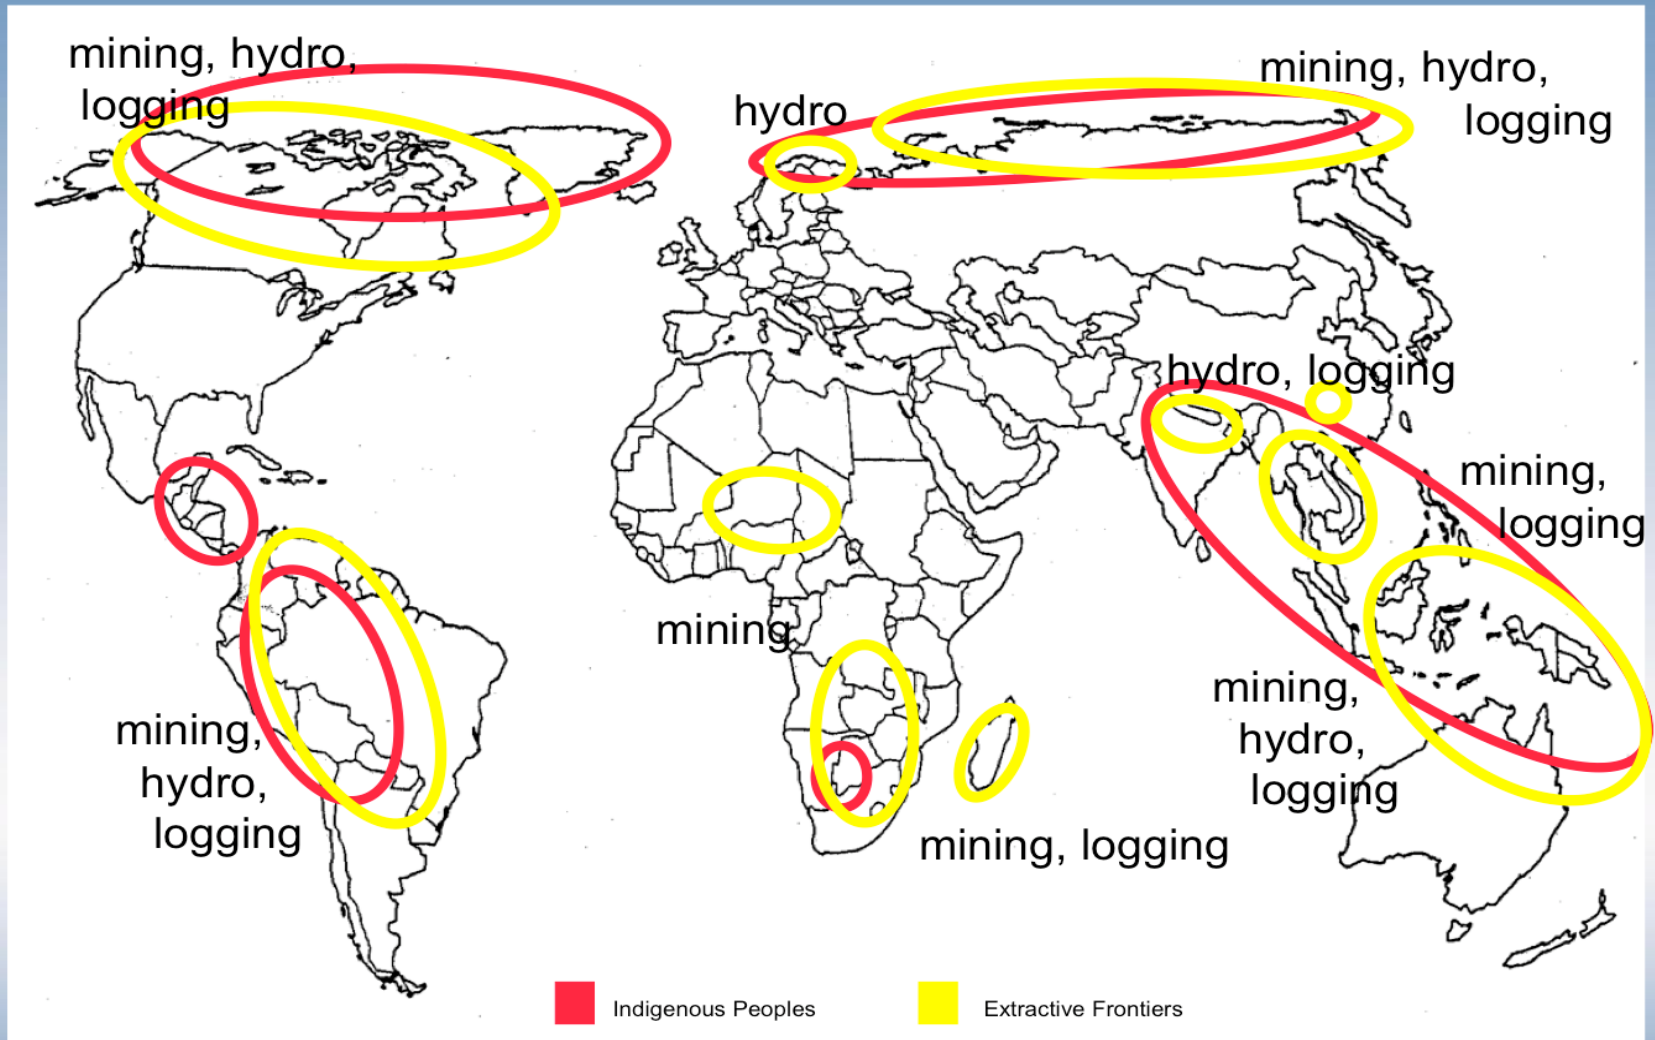 mining, hydro,
logging
hydro
mining, hydro,
logging
hydro, logging
mining,
logging
mining
mining,
hydro,
logging
mining,
hydro,
logging
mining, logging
Indigenous Peoples
Extractive Frontiers